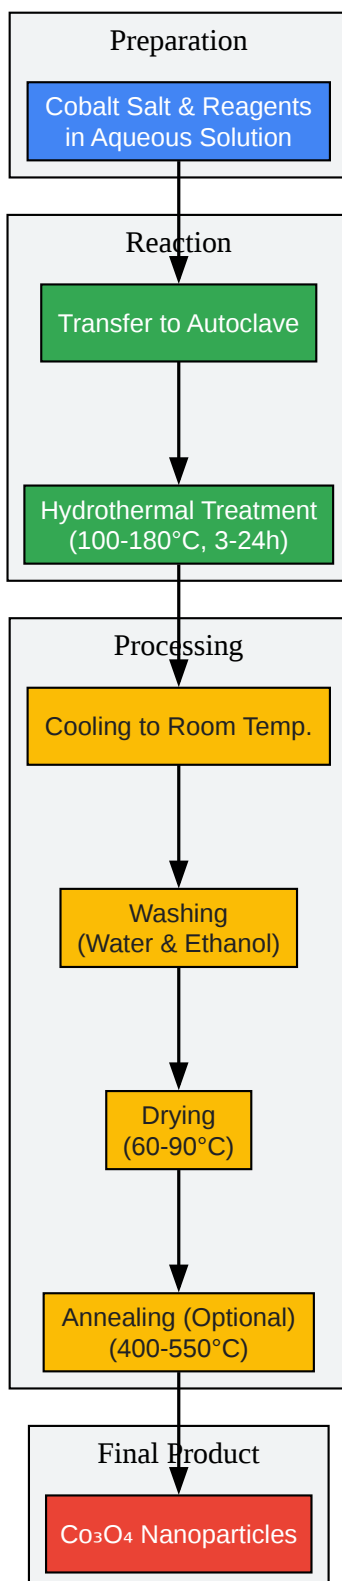 Preparation
Cobalt Salt & Reagents
in Aqueous Solution
Reaction
Transfer to Autoclave
Hydrothermal Treatment
(100-180°C, 3-24h)
Processing
Cooling to Room Temp.
Washing
(Water & Ethanol)
Drying
(60-90°C)
Annealing (Optional)
(400-550°C)
Final Product
Co₃O₄ Nanoparticles